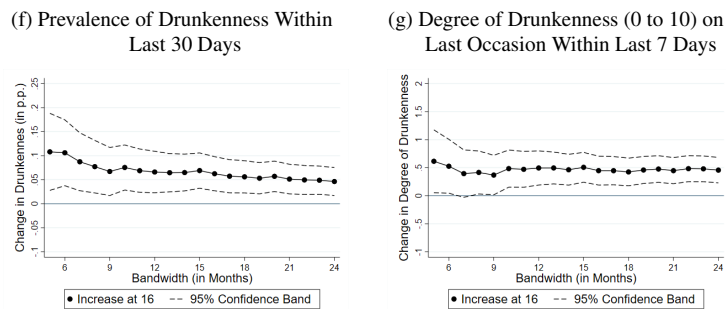 (f) Prevalence of Drunkenness Within
Last 30 Days
Change in Drunkennes (in p.p.)
.25
.2
.15
.1
.05
0
-.05
-.1
6
9
12
15
18
21
24
Bandwidth (in Months)
Increase at 16
95% Confidence Band
(g) Degree of Drunkenness (0 to 10) on
Last Occasion Within Last 7 Days
Change in Degree of Drunkenness
2
1.5
1
.5
0
-.5
-1
6
9
12
15
18
21
24
Bandwidth (in Months)
Increase at 16
95% Confidence Band